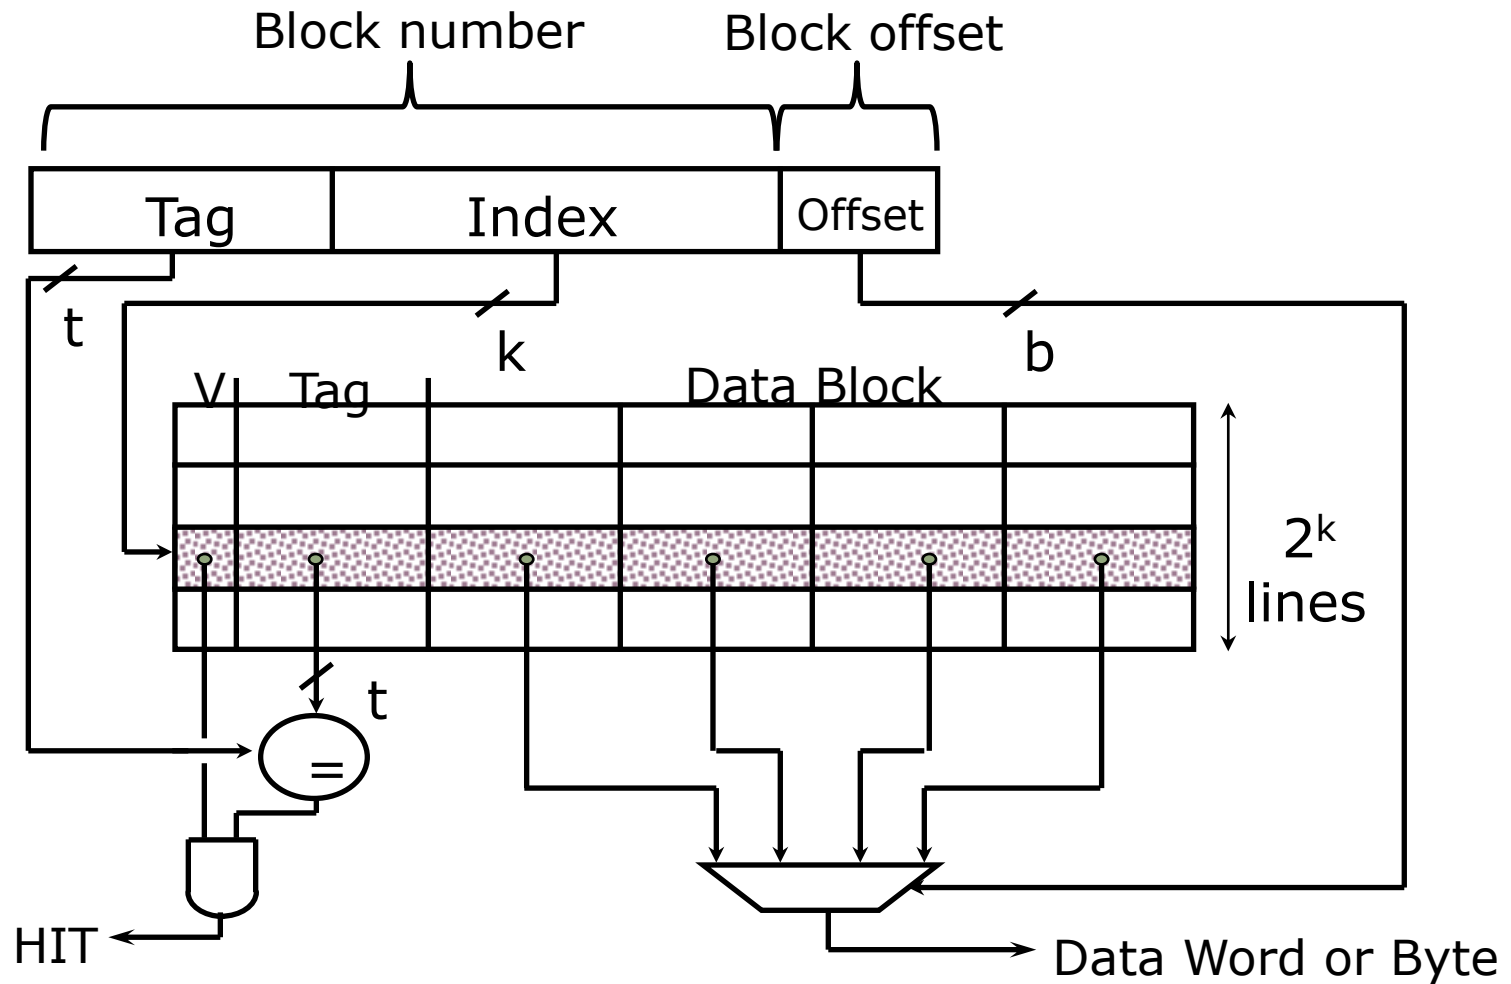 Block number Block offset
Tag Index Offset
t
k b
V Tag Data Block
2k
lines
t
=
HIT
Data Word or Byte